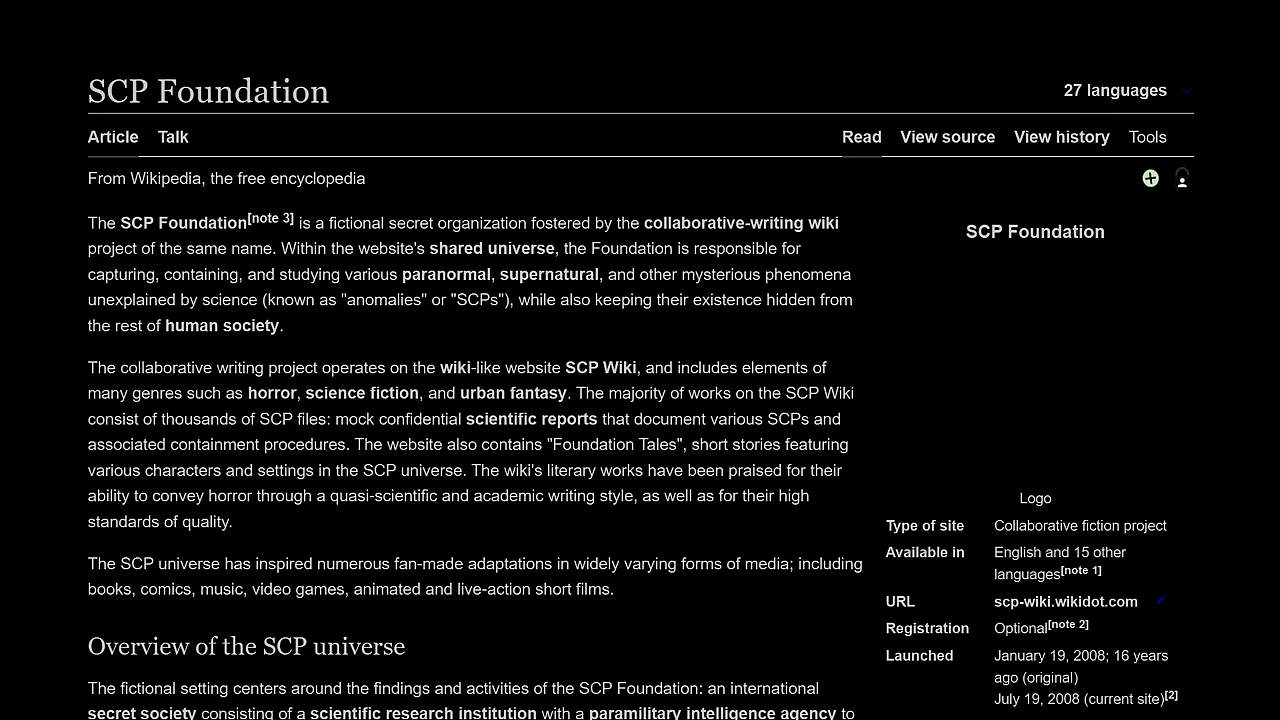 SCP Foundation
27 languages
Article Talk
Read View source View history Tools
From Wikipedia, the free encyclopedia
The SCP Foundation[note 3] is a fictional secret organization fostered by the collaborative-writing wiki
project of the same name. Within the website's shared universe, the Foundation is responsible for
capturing, containing, and studying various paranormal, supernatural, and other mysterious phenomena
unexplained by science (known as "anomalies" or "SCPs"), while also keeping their existence hidden from
the rest of human society.
The collaborative writing project operates on the wiki-like website SCP Wiki, and includes elements of
many genres such as horror, science fiction, and urban fantasy. The majority of works on the SCP Wiki
consist of thousands of SCP files: mock confidential scientific reports that document various SCPs and
associated containment procedures. The website also contains "Foundation Tales", short stories featuring
various characters and settings in the SCP universe. The wiki's literary works have been praised for their
ability to convey horror through a quasi-scientific and academic writing style, as well as for their high
standards of quality.
The SCP universe has inspired numerous fan-made adaptations in widely varying forms of media; including
books, comics, music, video games, animated and live-action short films.
Overview of the SCP universe
The fictional setting centers around the findings and activities of the SCP Foundation: an international
secret society consisting of a scientific research institution with a paramilitary intelligence agency to
SCP Foundation
Logo
Type of site Collaborative fiction project
Available in English and 15 other
languages[note 1]
URL scp-wiki.wikidot.com
Registration Optional[note 2]
Launched January 19, 2008; 16 years
ago (original)
July 19, 2008 (current site)[2]